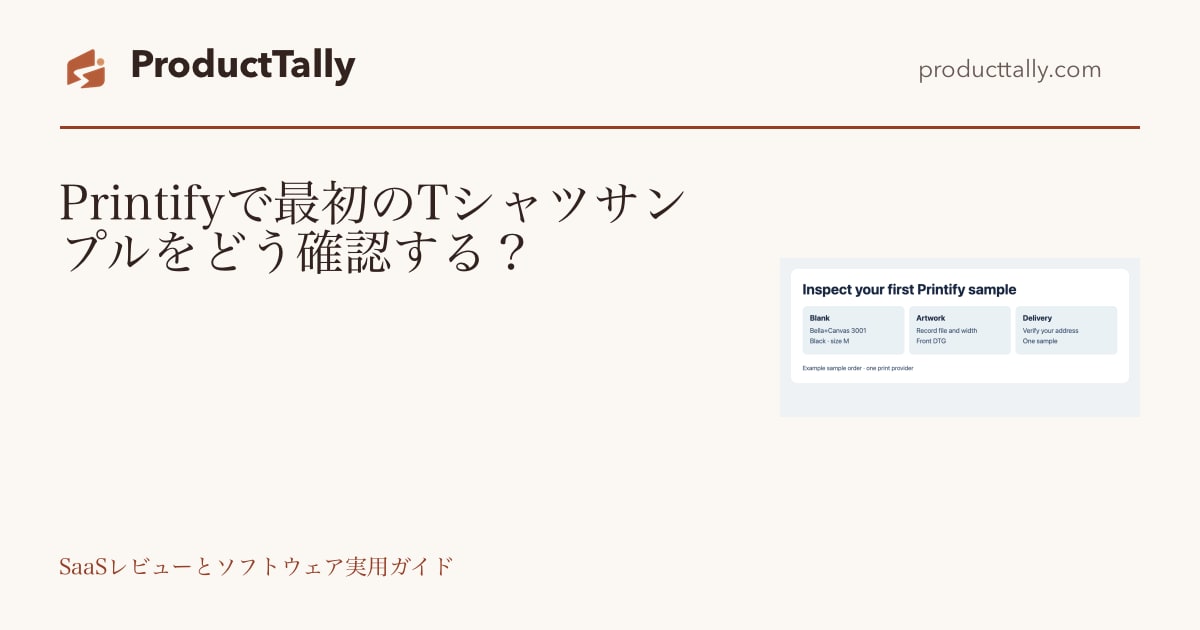 ProductTally
producttally.com
Printifyで最初のTシャツサン
プルをどう確認する？
Inspect your first Printify sample
Blank
Bella+Canvas 3001
Black · size M
Artwork
Record file and width
Front DTG
Delivery
Verify your address
One sample
Example sample order · one print provider
SaaSレビューとソフトウェア実用ガイド